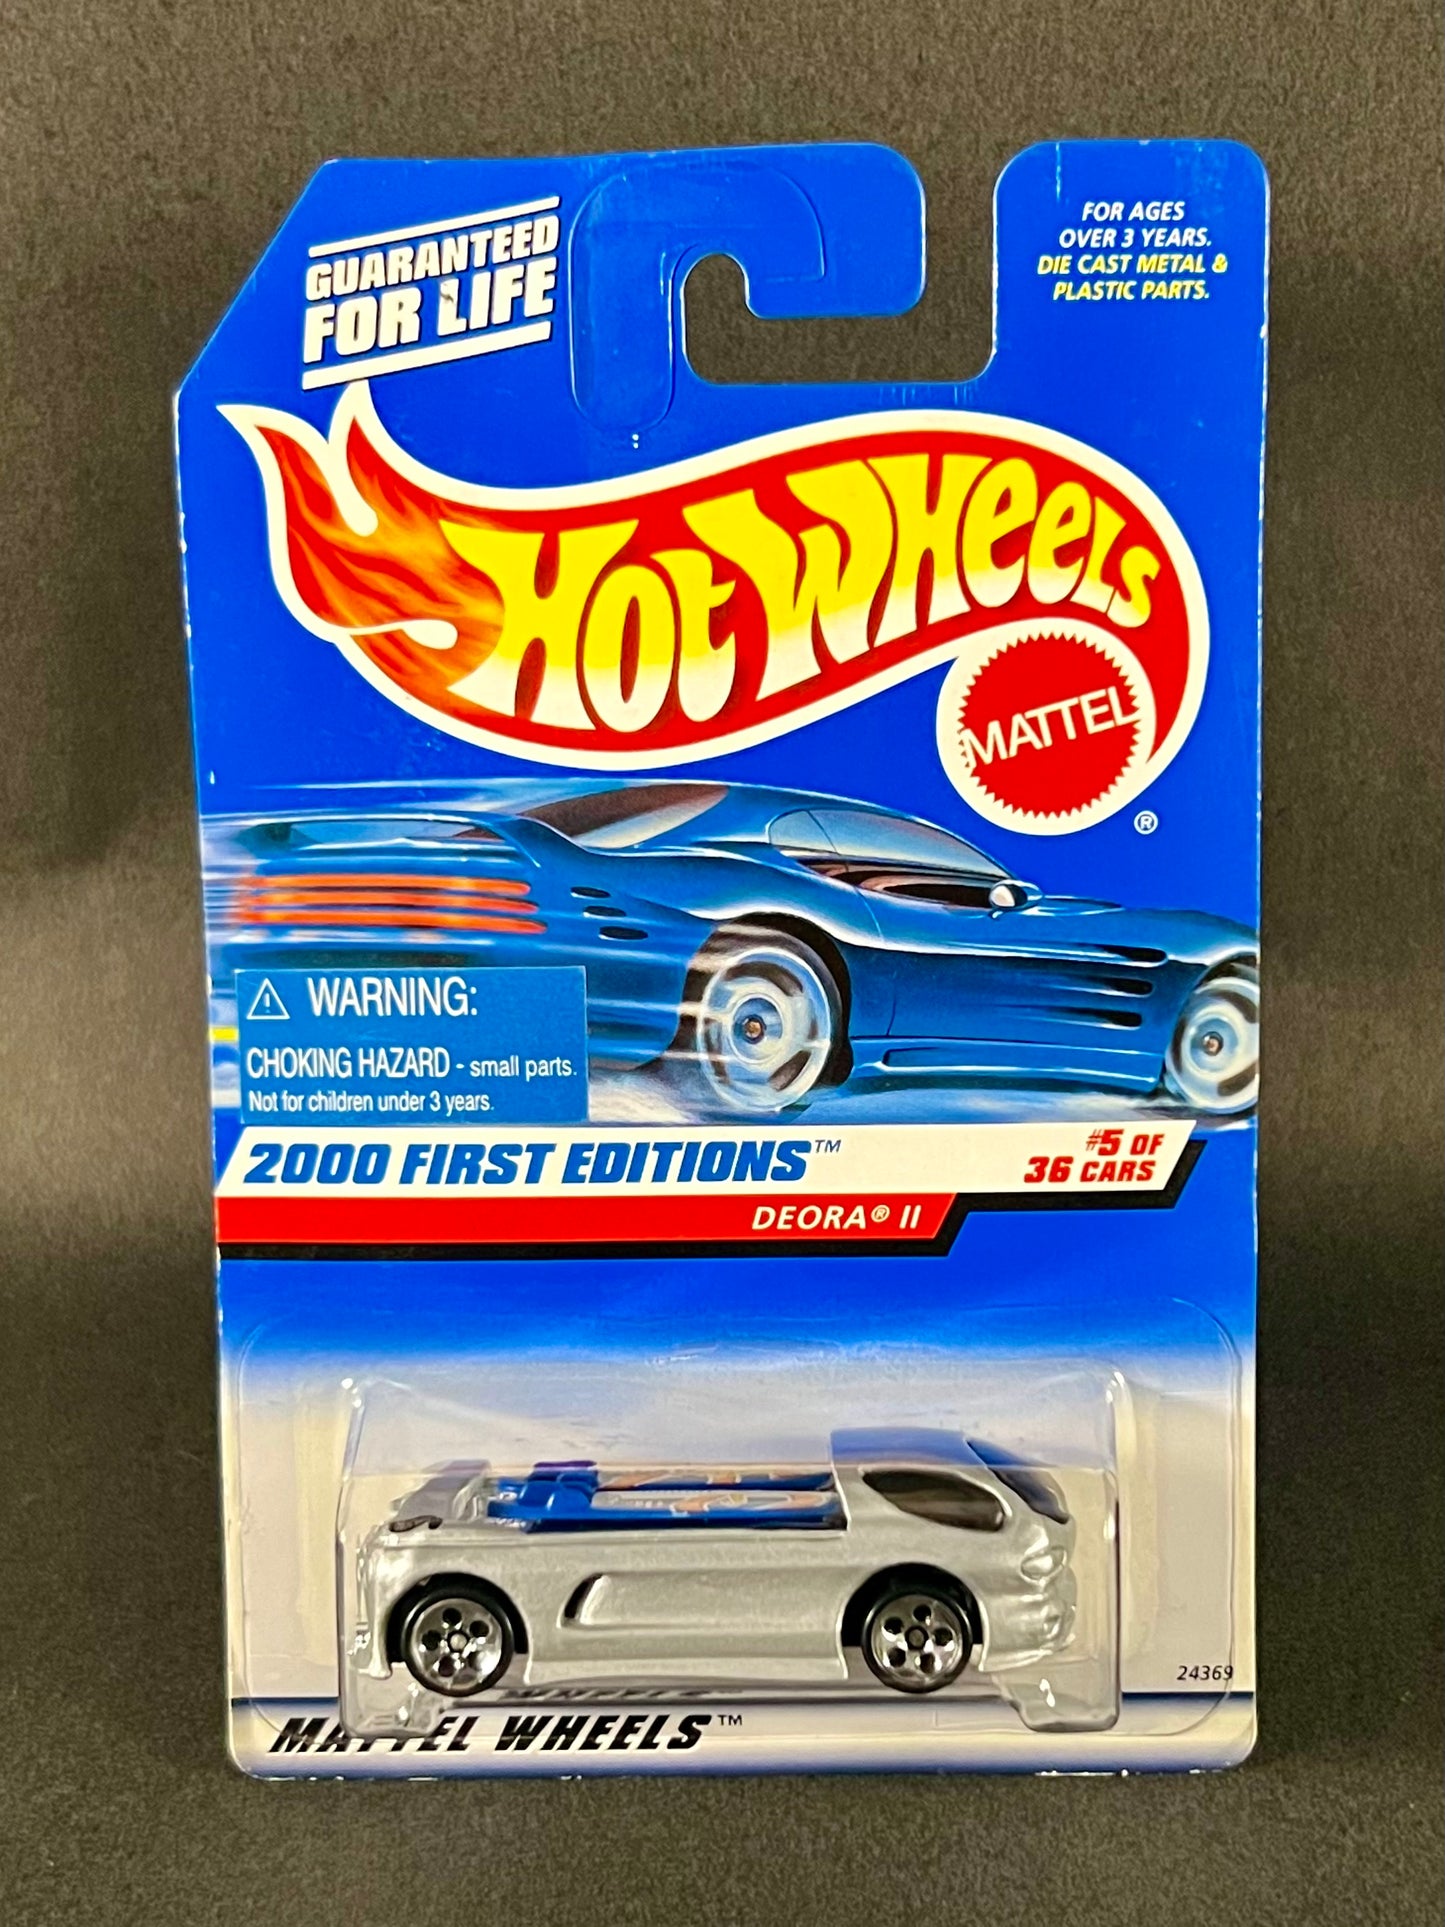 GUARANTEED
FOR LIFE
FOR AGES
OVER 3 YEARS.
DIE CAST METAL &
PLASTIC PARTS.
HOT WHEELS
MATTEL
®
⚠ WARNING:
CHOKING HAZARD - small parts.
Not for children under 3 years.
2000 FIRST EDITIONS™
#5 OF
36 CARS
DEORA® II
24369
MATTEL WHEELS™